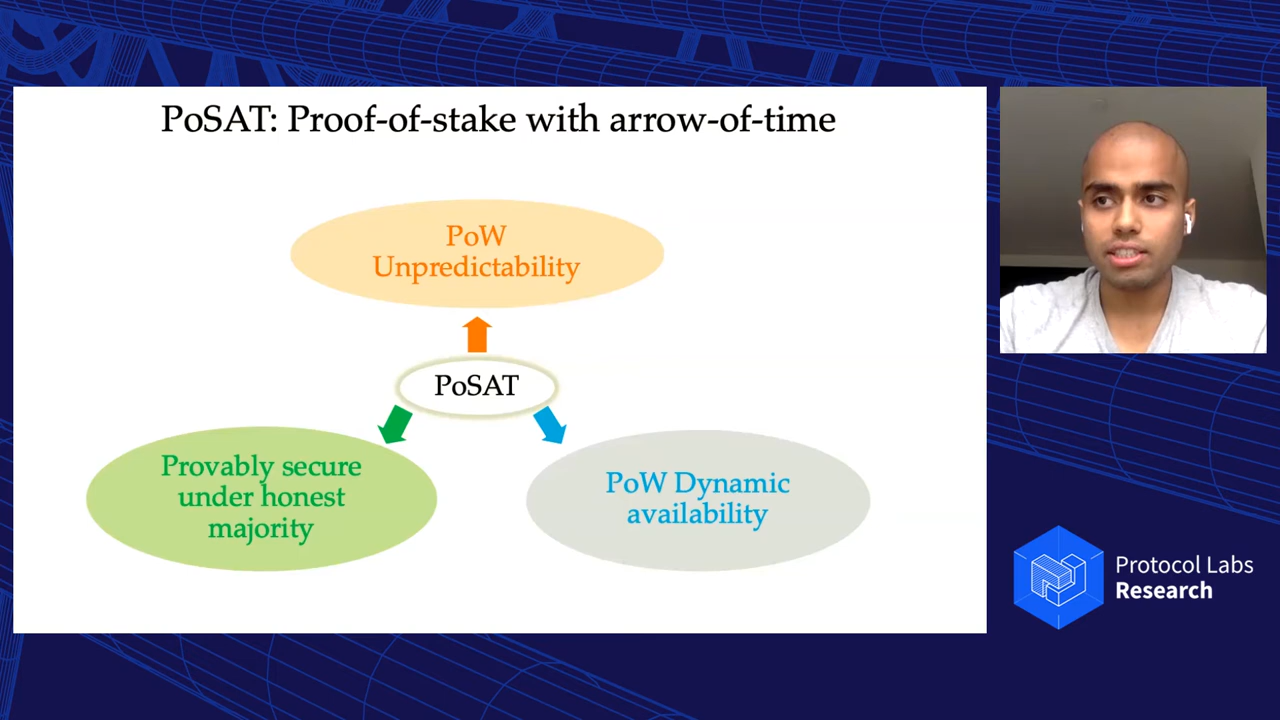 PoSAT: Proof-of-stake with arrow-of-time
PoW
Unpredictability
PoSAT
Provably secure
under honest
majority
PoW Dynamic
availability
Protocol Labs
Research